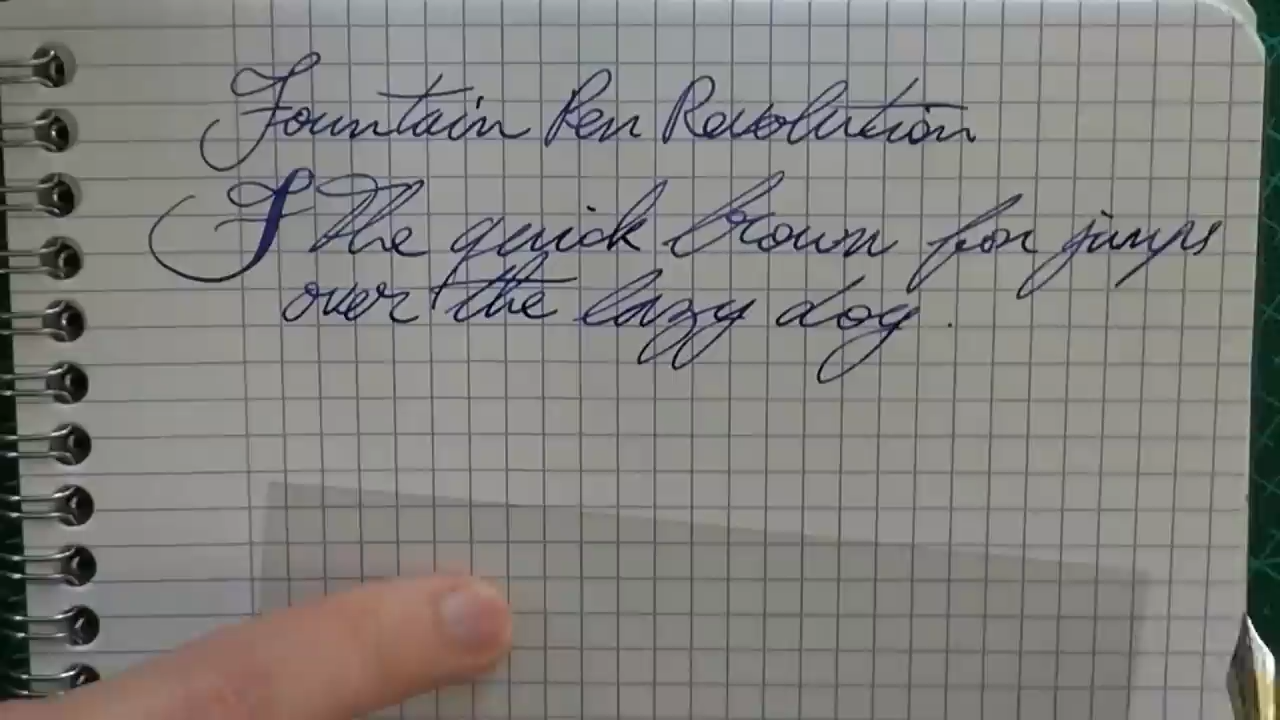 Fountain Pen Revolution
F The quick brown fox jumps
over the lazy dog.